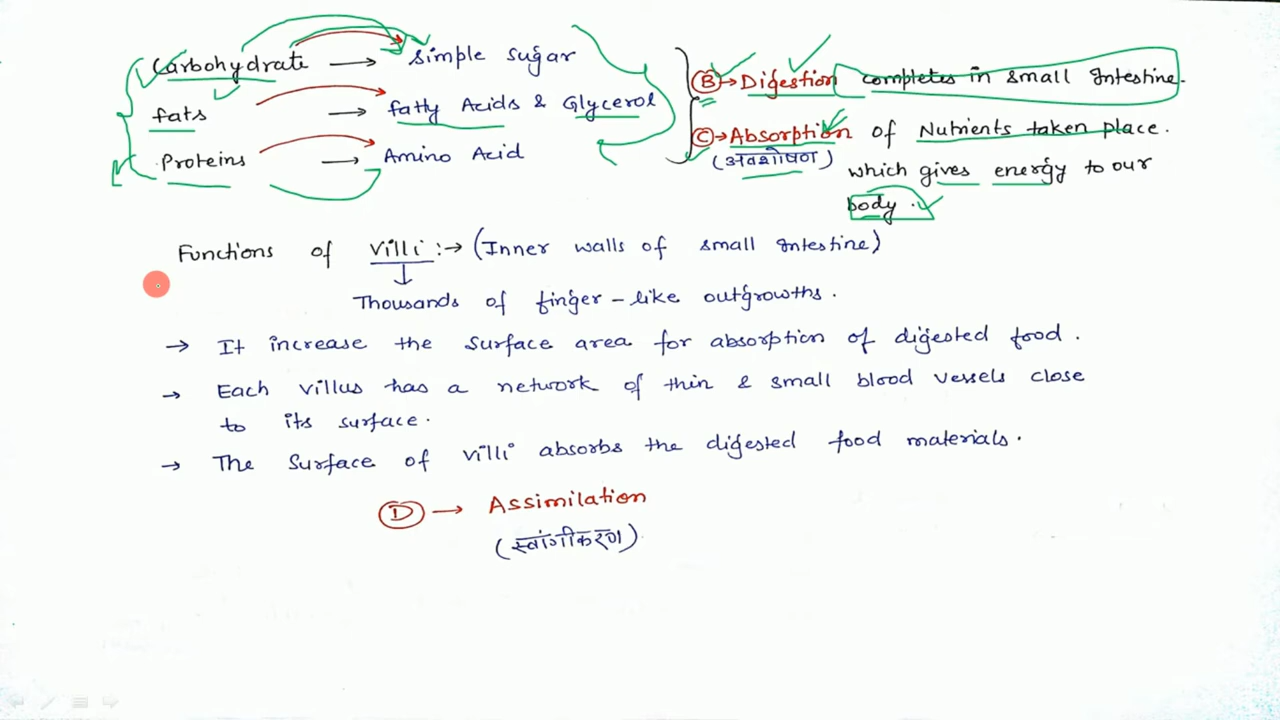 Carbohydrate → Simple Sugar
fats → fatty Acids & Glycerol
Proteins → Amino Acid
(B)→ Digestion completes in small Intestine.
(C)→ Absorption of Nutrients taken place.
(अवशोषण) which gives energy to our
body.
Functions of villi :→ (Inner walls of small Intestine)
Thousands of finger-like outgrowths.
→ It increase the surface area for absorption of digested food.
→ Each villus has a network of thin & small blood vessels close
to its surface.
→ The surface of villi absorbs the digested food materials.
(D) → Assimilation
(स्वांगीकरण)